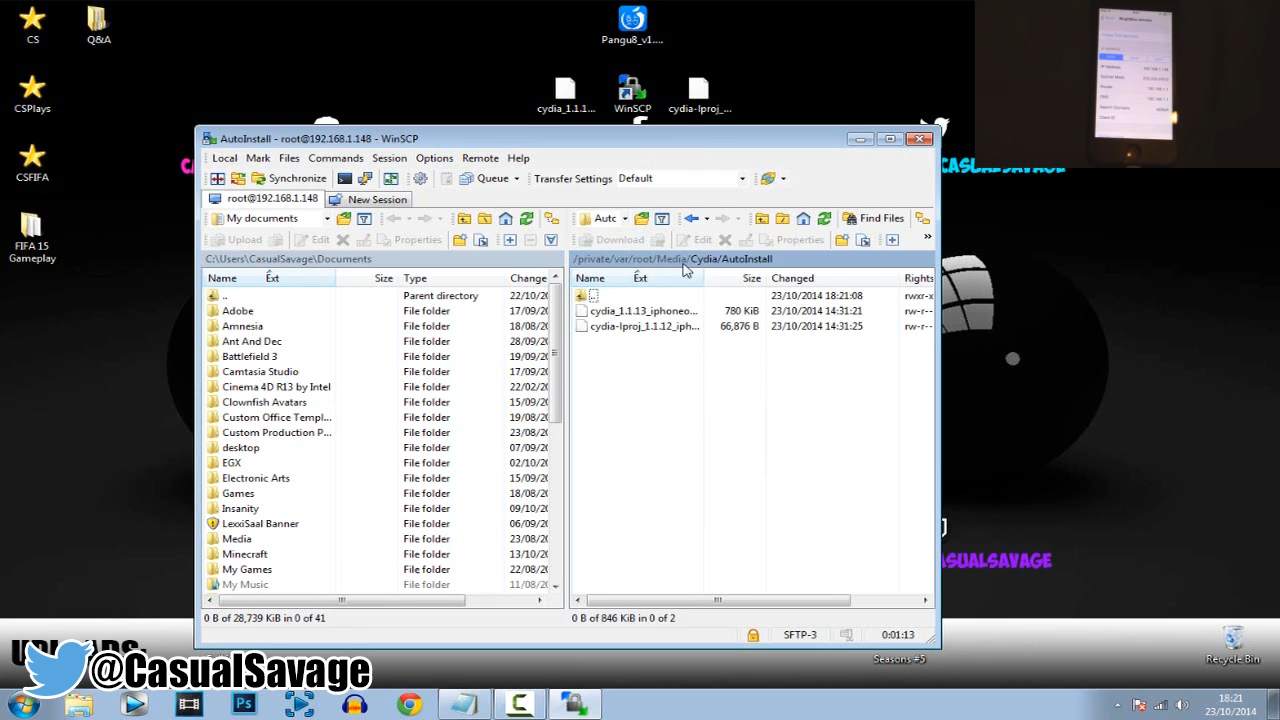 CS
Q&A
Pangu8_v1....
CSPlays
cydia_1.1.1...
WinSCP
cydia-lproj_...
CSFIFA
FIFA 15
Gameplay
CASUALSAVAGE
AutoInstall - root@192.168.1.148 - WinSCP
Local Mark Files Commands Session Options Remote Help
Synchronize Queue Transfer Settings Default
root@192.168.1.148 New Session
My documents Autc Find Files
Upload Edit Properties Download Edit Properties
C:\Users\CasualSavage\Documents /private/var/root/Media/Cydia/AutoInstall
Name Ext Size Type Change Name Ext Size Changed Rights
.. Parent directory 22/10/20 .. 23/10/2014 18:21:08 rwxr-x
Adobe File folder 17/09/20 cydia_1.1.13_iphoneo... 780 KiB 23/10/2014 14:31:21 rw-r--
Amnesia File folder 18/08/20 cydia-lproj_1.1.12_iph... 66,876 B 23/10/2014 14:31:25 rw-r--
Ant And Dec File folder 28/09/20
Battlefield 3 File folder 19/09/20
Camtasia Studio File folder 17/09/20
Cinema 4D R13 by Intel File folder 22/02/20
Clownfish Avatars File folder 15/09/20
Custom Office Templ... File folder 19/08/20
Custom Production P... File folder 23/08/20
desktop File folder 07/09/20
EGX File folder 02/10/20
Electronic Arts File folder 15/09/20
Games File folder 18/08/20
Insanity File folder 09/10/20
LexxiSaal Banner File folder 06/09/20
Media File folder 23/08/20
Minecraft File folder 13/10/20
My Games File folder 22/08/20
My Music File folder 11/08/20
0 B of 28,739 KiB in 0 of 41 0 B of 846 KiB in 0 of 2
SFTP-3 0:01:13
ASUALSAVAGE
@CasualSavage
Seasons #5
Recycle Bin
18:21
23/10/2014